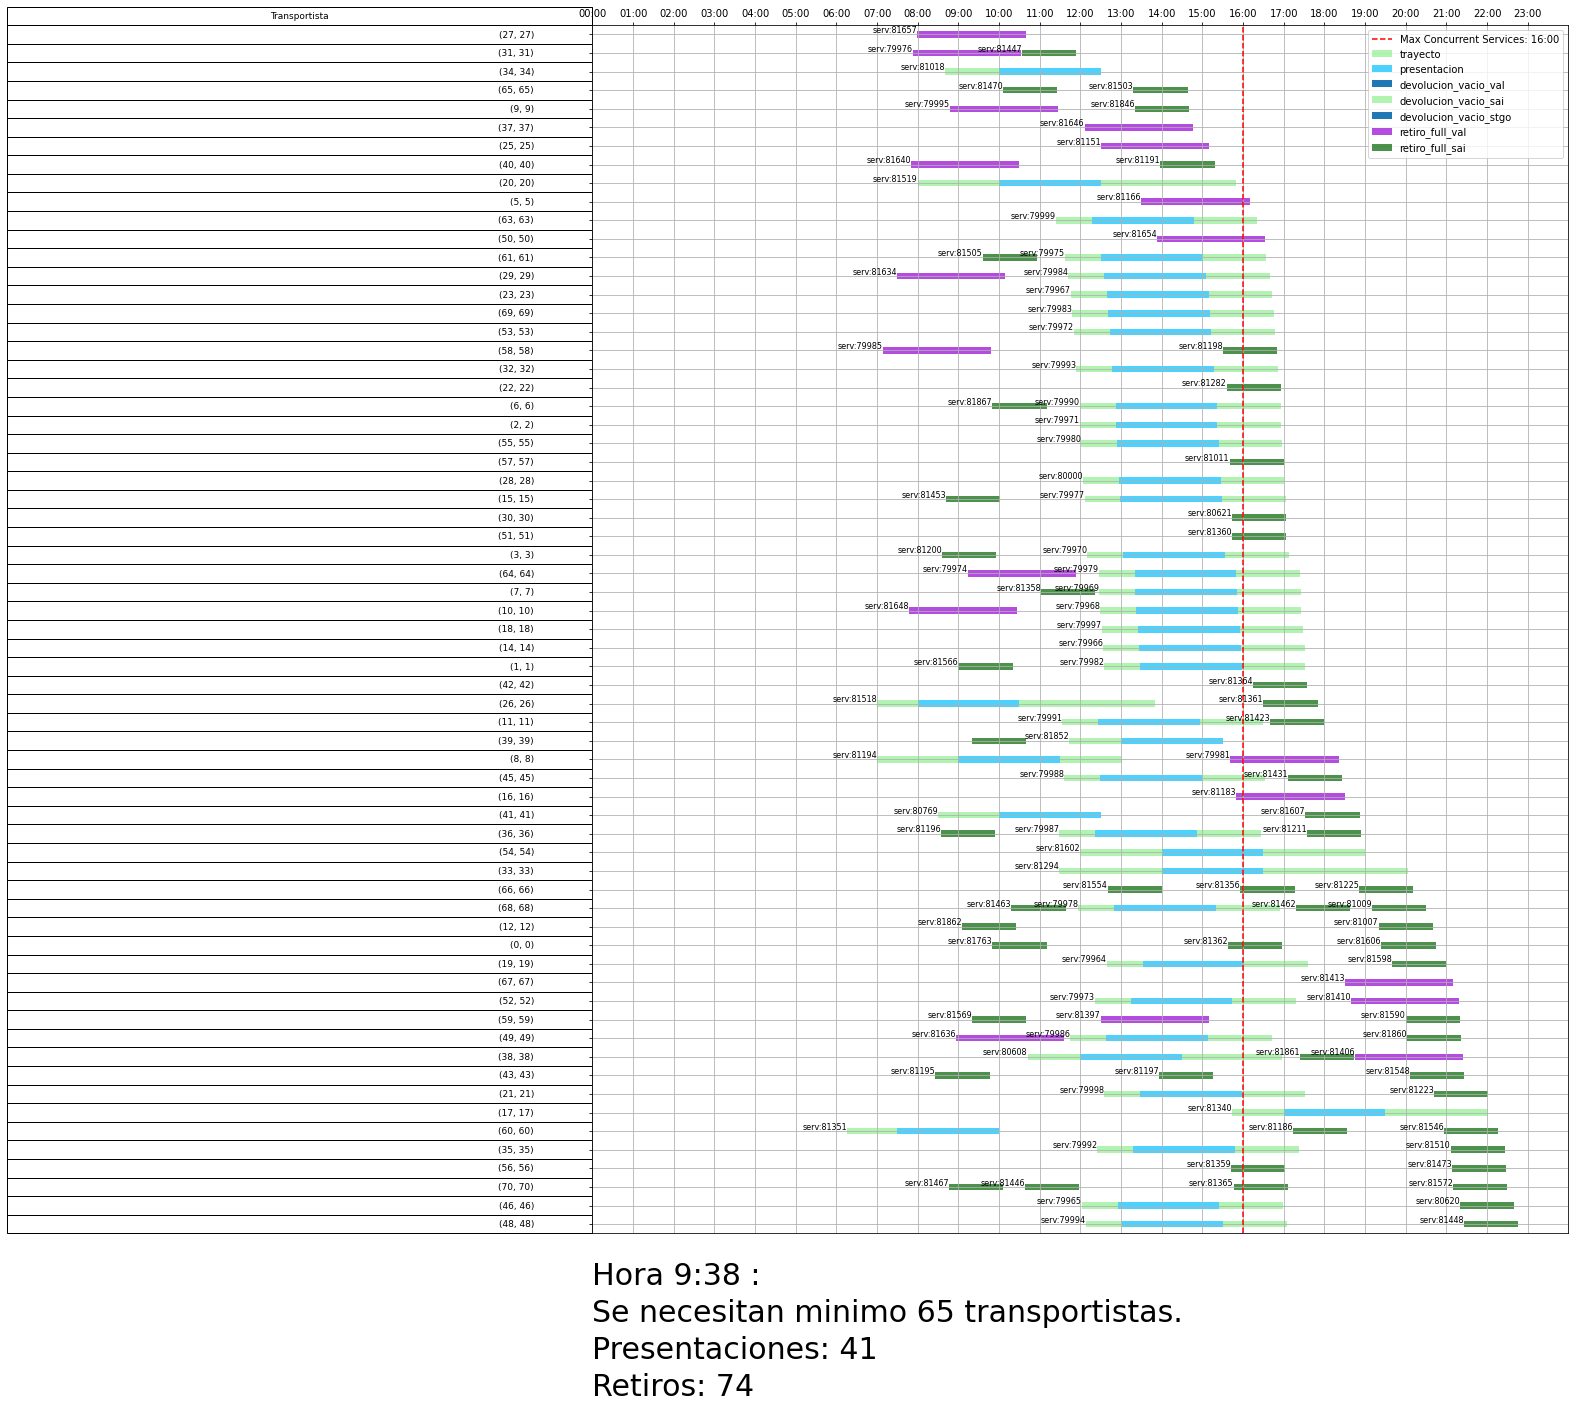 Transportista
00:00 01:00 02:00 03:00 04:00 05:00 06:00 07:00 08:00 09:00 10:00 11:00 12:00 13:00 14:00 15:00 16:00 17:00 18:00 19:00 20:00 21:00 22:00 23:00
Max Concurrent Services: 16:00
trayecto
presentacion
devolucion_vacio_val
devolucion_vacio_sai
devolucion_vacio_stgo
retiro_full_val
retiro_full_sai
(27, 27) serv:81657
(31, 31) serv:79976 serv:81447
(34, 34) serv:81018
(65, 65) serv:81470 serv:81503
(9, 9) serv:79995 serv:81846
(37, 37) serv:81646
(25, 25) serv:81151
(40, 40) serv:81640 serv:81191
(20, 20) serv:81519
(5, 5) serv:81166
(63, 63) serv:79999
(50, 50) serv:81654
(61, 61) serv:81505 serv:79975
(29, 29) serv:81634 serv:79984
(23, 23) serv:79967
(69, 69) serv:79983
(53, 53) serv:79972
(58, 58) serv:79985 serv:81198
(32, 32) serv:79993
(22, 22) serv:81282
(6, 6) serv:81867 serv:79990
(2, 2) serv:79971
(55, 55) serv:79980
(57, 57) serv:81011
(28, 28) serv:80000
(15, 15) serv:81453 serv:79977
(30, 30) serv:80621
(51, 51) serv:81360
(3, 3) serv:81200 serv:79970
(64, 64) serv:79974 serv:79979
(7, 7) serv:81358 serv:79969
(10, 10) serv:81648 serv:79968
(18, 18) serv:79997
(14, 14) serv:79966
(1, 1) serv:81566 serv:79982
(42, 42) serv:81364
(26, 26) serv:81518 serv:81361
(11, 11) serv:79991 serv:81423
(39, 39) serv:81852
(8, 8) serv:81194 serv:79981
(45, 45) serv:79988 serv:81431
(16, 16) serv:81183
(41, 41) serv:80769 serv:81607
(36, 36) serv:81196 serv:79987 serv:81211
(54, 54) serv:81602
(33, 33) serv:81294
(66, 66) serv:81554 serv:81356 serv:81225
(68, 68) serv:81463 serv:79978 serv:81462 serv:81009
(12, 12) serv:81862 serv:81007
(0, 0) serv:81763 serv:81362 serv:81606
(19, 19) serv:79964 serv:81598
(67, 67) serv:81413
(52, 52) serv:79973 serv:81410
(59, 59) serv:81569 serv:81397 serv:81590
(49, 49) serv:81636 serv:79986 serv:81860
(38, 38) serv:80608 serv:81861 serv:81406
(43, 43) serv:81195 serv:81197 serv:81548
(21, 21) serv:79998 serv:81223
(17, 17) serv:81340
(60, 60) serv:81351 serv:81186 serv:81546
(35, 35) serv:79992 serv:81510
(56, 56) serv:81359 serv:81473
(70, 70) serv:81467 serv:81446 serv:81365 serv:81572
(46, 46) serv:79965 serv:80620
(48, 48) serv:79994 serv:81448
Hora 9:38 :
Se necesitan minimo 65 transportistas.
Presentaciones: 41
Retiros: 74